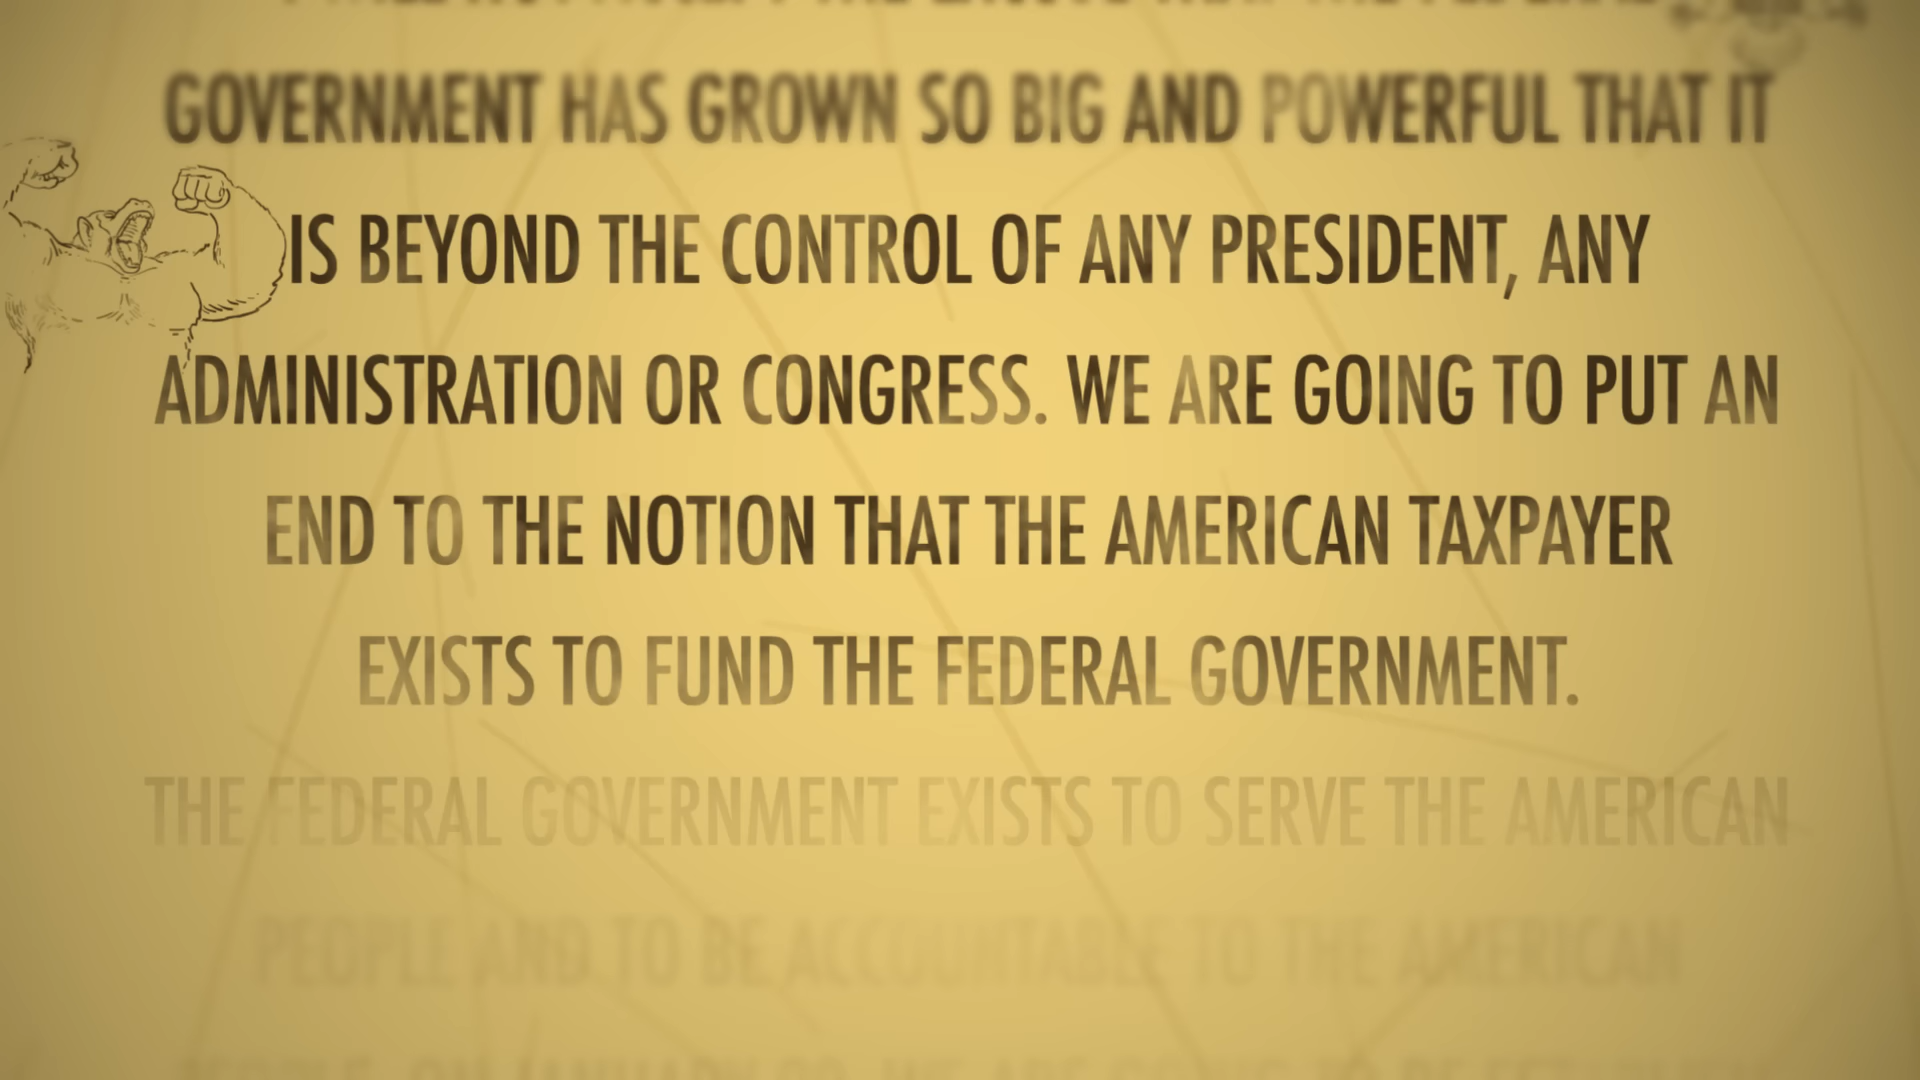 GOVERNMENT HAS GROWN SO BIG AND POWERFUL THAT IT
IS BEYOND THE CONTROL OF ANY PRESIDENT, ANY
ADMINISTRATION OR CONGRESS. WE ARE GOING TO PUT AN
END TO THE NOTION THAT THE AMERICAN TAXPAYER
EXISTS TO FUND THE FEDERAL GOVERNMENT.
THE FEDERAL GOVERNMENT EXISTS TO SERVE THE AMERICAN
PEOPLE AND TO BE ACCOUNTABLE TO THE AMERICAN